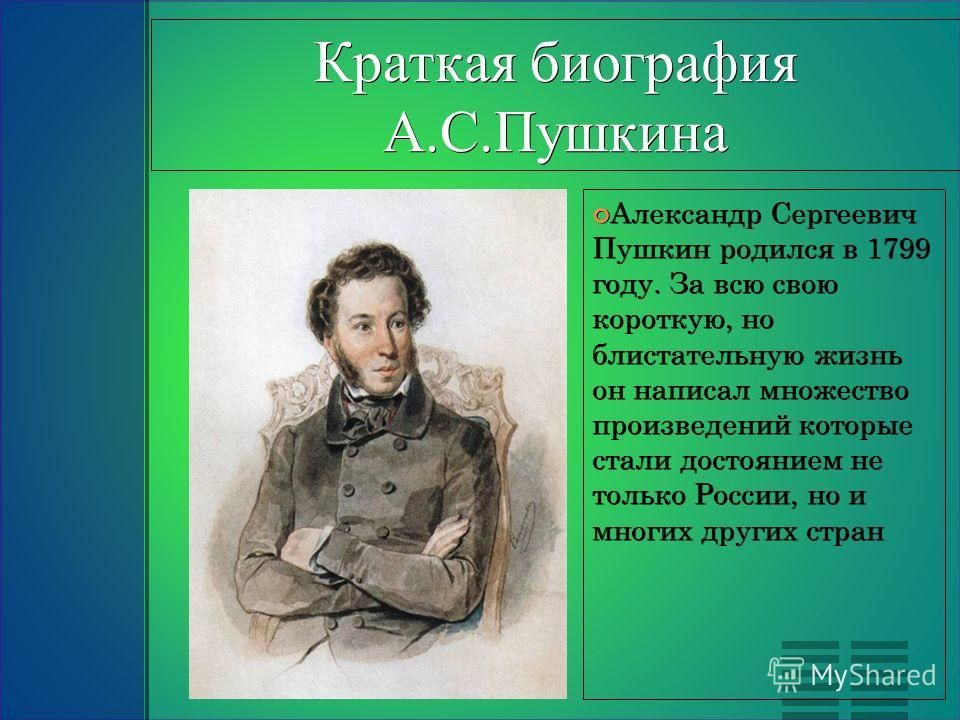 Краткая биография
А.С.Пушкина
Александр Сергеевич
Пушкин родился в 1799
году. За всю свою
короткую, но
блистательную жизнь
он написал множество
произведений которые
стали достоянием не
только России, но и
многих других стран
MyShared